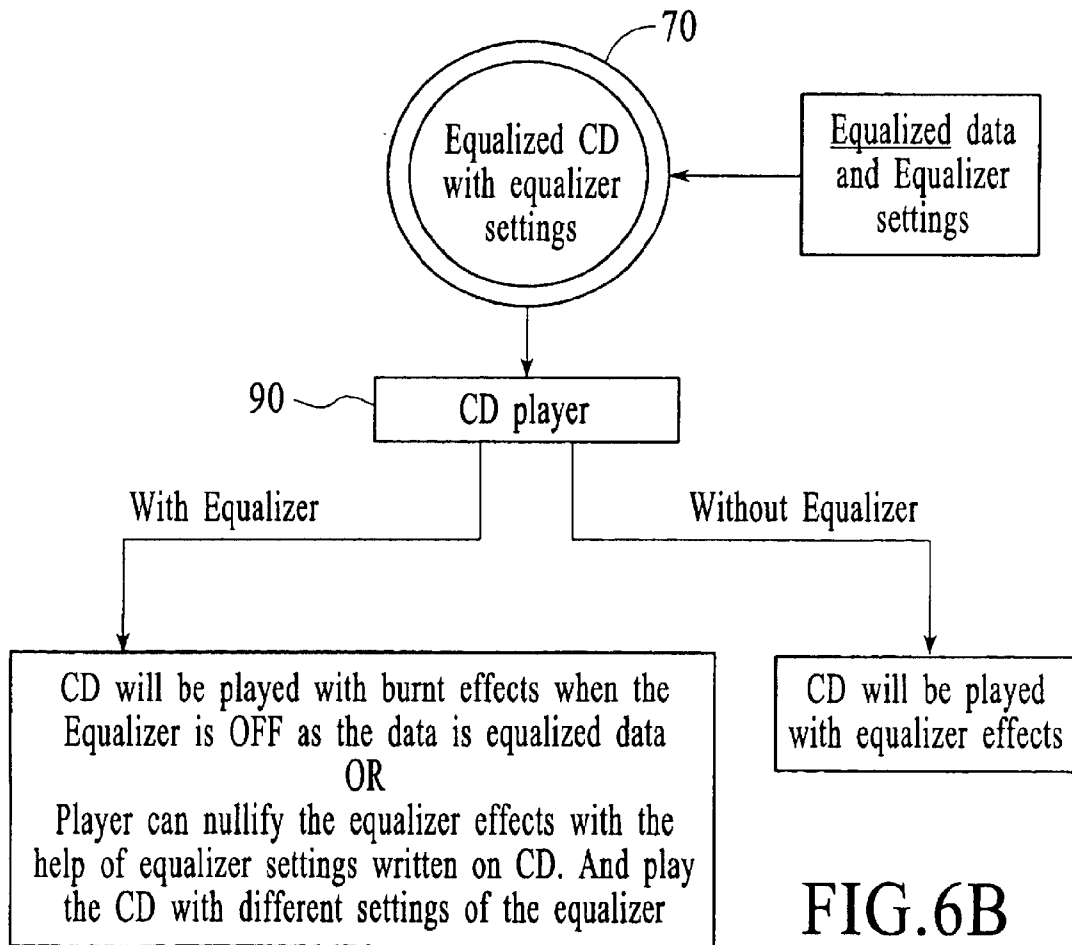 70
Equalized CD
with equalizer
settings
Equalized data
and Equalizer
settings
90
CD player
With Equalizer
Without Equalizer
CD will be played with burnt effects when the
Equalizer is OFF as the data is equalized data
OR
Player can nullify the equalizer effects with the
help of equalizer settings written on CD. And play
the CD with different settings of the equalizer
CD will be played
with equalizer effects
FIG.6B